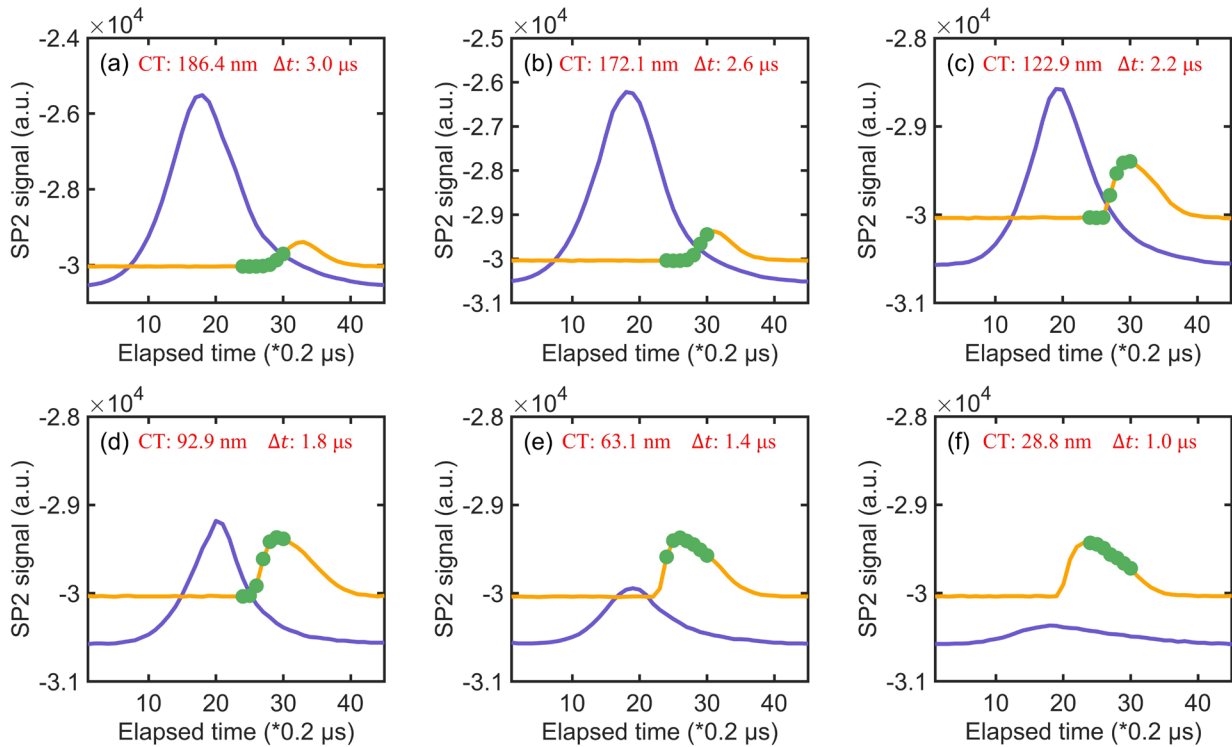 ×10⁴ ×10⁴ ×10⁴
-2.4 -2.5 -2.8
(a) CT: 186.4 nm Δt: 3.0 μs (b) CT: 172.1 nm Δt: 2.6 μs (c) CT: 122.9 nm Δt: 2.2 μs
SP2 signal (a.u.) SP2 signal (a.u.) SP2 signal (a.u.)
-2.6 -2.6 -2.9
-2.7
-2.8 -2.8 -3
-2.9
-3 -3
-3.1 -3.1
10 20 30 40 10 20 30 40 10 20 30 40
Elapsed time (*0.2 μs) Elapsed time (*0.2 μs) Elapsed time (*0.2 μs)
×10⁴ ×10⁴ ×10⁴
-2.8 -2.8 -2.8
(d) CT: 92.9 nm Δt: 1.8 μs (e) CT: 63.1 nm Δt: 1.4 μs (f) CT: 28.8 nm Δt: 1.0 μs
SP2 signal (a.u.) SP2 signal (a.u.) SP2 signal (a.u.)
-2.9 -2.9 -2.9
-3 -3 -3
-3.1 -3.1 -3.1
10 20 30 40 10 20 30 40 10 20 30 40
Elapsed time (*0.2 μs) Elapsed time (*0.2 μs) Elapsed time (*0.2 μs)